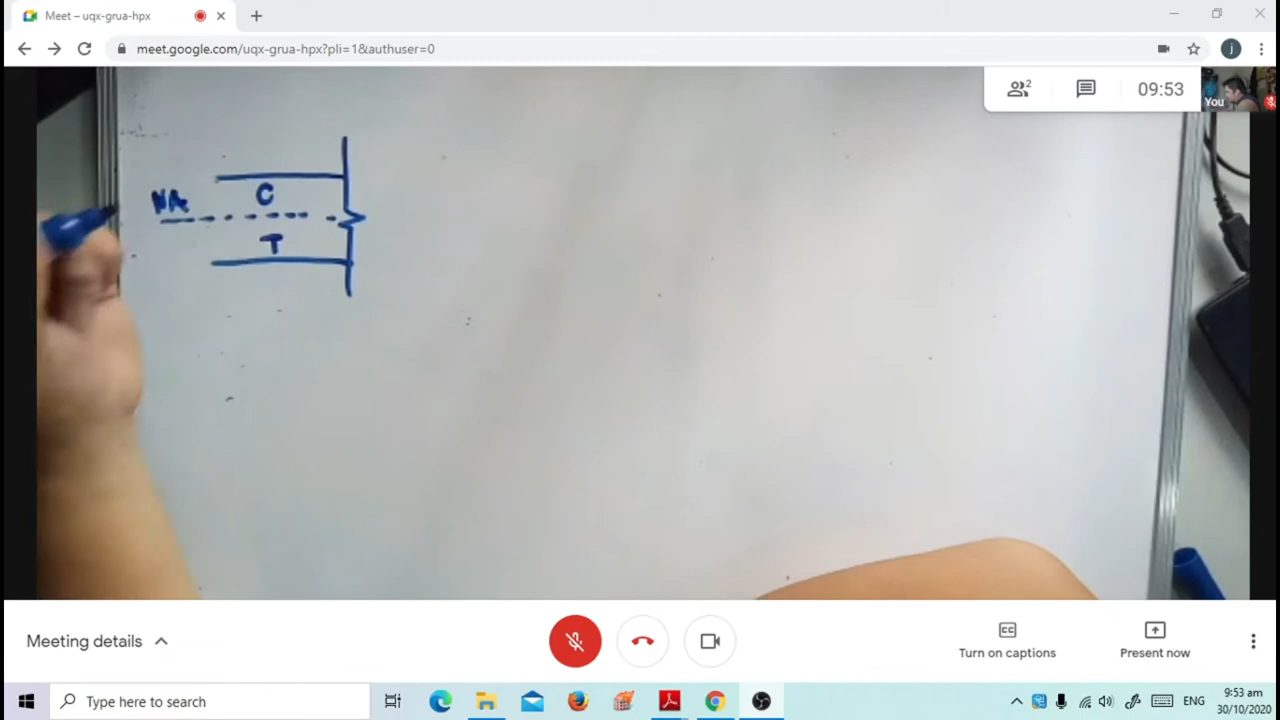 Meet – uqx-grua-hpx
meet.google.com/uqx-grua-hpx?pli=1&authuser=0
j
2
09:53
You
NA
C
T
Meeting details
Turn on captions
Present now
Type here to search
ENG
9:53 am
30/10/2020